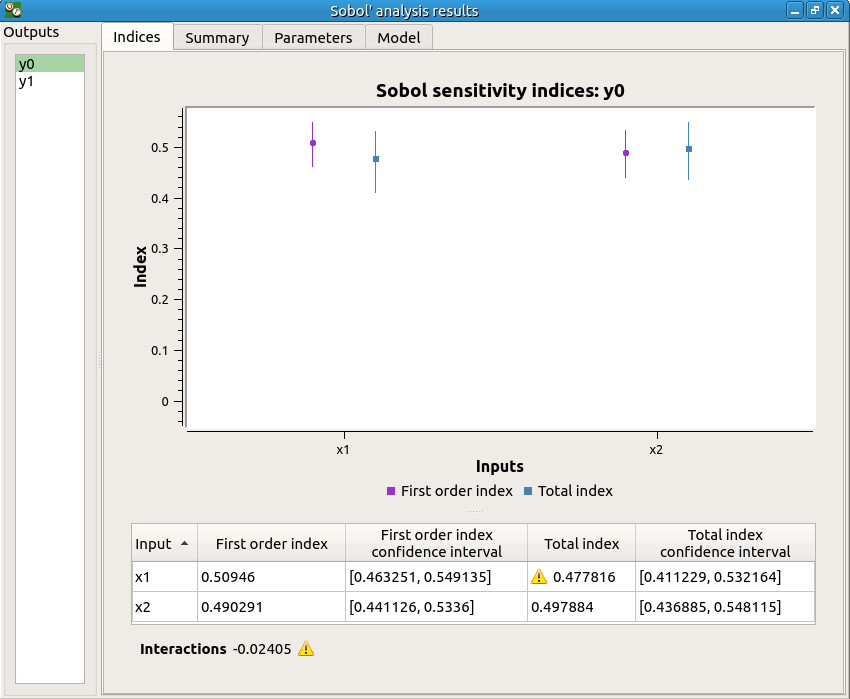 Sobol' analysis results
Outputs
y0
y1
Indices Summary Parameters Model
Sobol sensitivity indices: y0
Index
0.5
0.4
0.3
0.2
0.1
0
x1 x2
Inputs
First order index Total index
Input First order index First order index confidence interval Total index Total index confidence interval
x1 0.50946 [0.463251, 0.549135] 0.477816 [0.411229, 0.532164]
x2 0.490291 [0.441126, 0.5336] 0.497884 [0.436885, 0.548115]
Interactions -0.02405